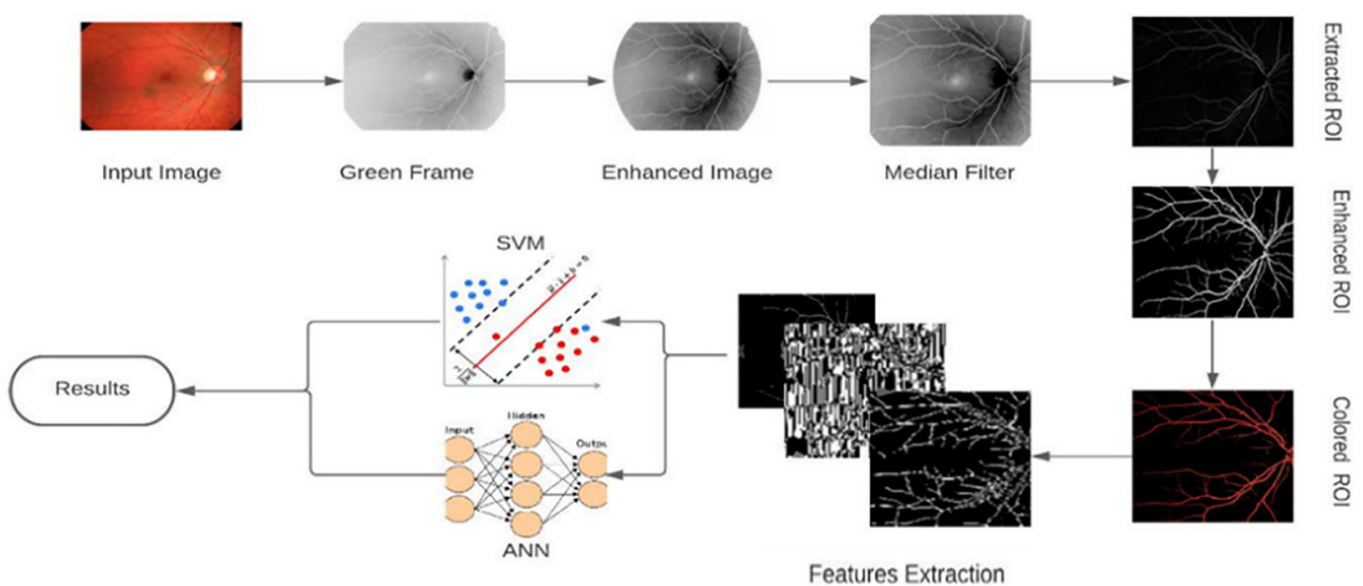 Input Image
Green Frame
Enhanced Image
Median Filter
Extracted ROI
Enhanced ROI
Colored ROI
Features Extraction
SVM
Input
Hidden
Outpu
ANN
Results